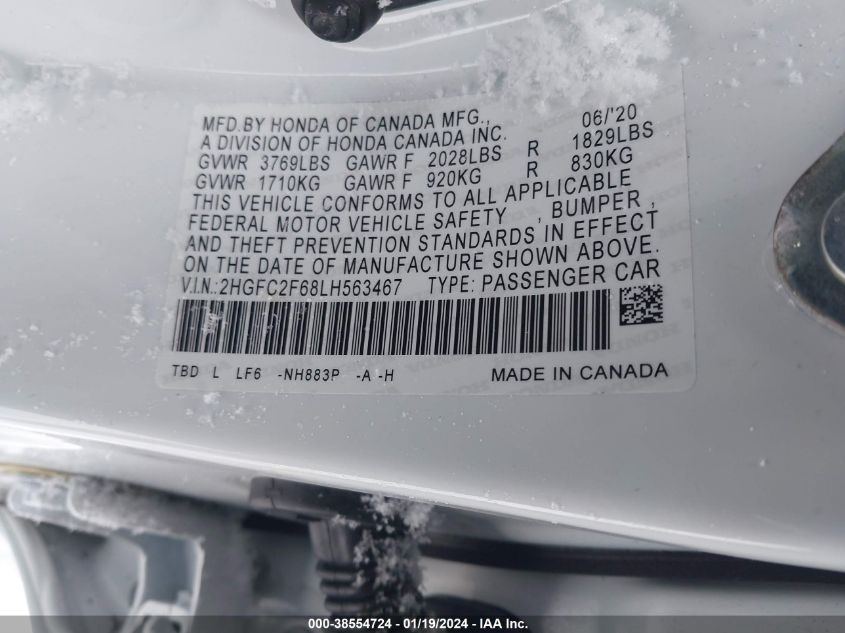 MFD.BY HONDA OF CANADA MFG., 06/'20
A DIVISION OF HONDA CANADA INC.
GVWR 3769LBS GAWR F 2028LBS R 1829LBS
GVWR 1710KG GAWR F 920KG R 830KG
THIS VEHICLE CONFORMS TO ALL APPLICABLE
FEDERAL MOTOR VEHICLE SAFETY , BUMPER ,
AND THEFT PREVENTION STANDARDS IN EFFECT
ON THE DATE OF MANUFACTURE SHOWN ABOVE.
V.I.N.:2HGFC2F68LH563467 TYPE: PASSENGER CAR
TBD L LF6 -NH883P -A -H MADE IN CANADA
000-38554724 - 01/19/2024 - IAA Inc.